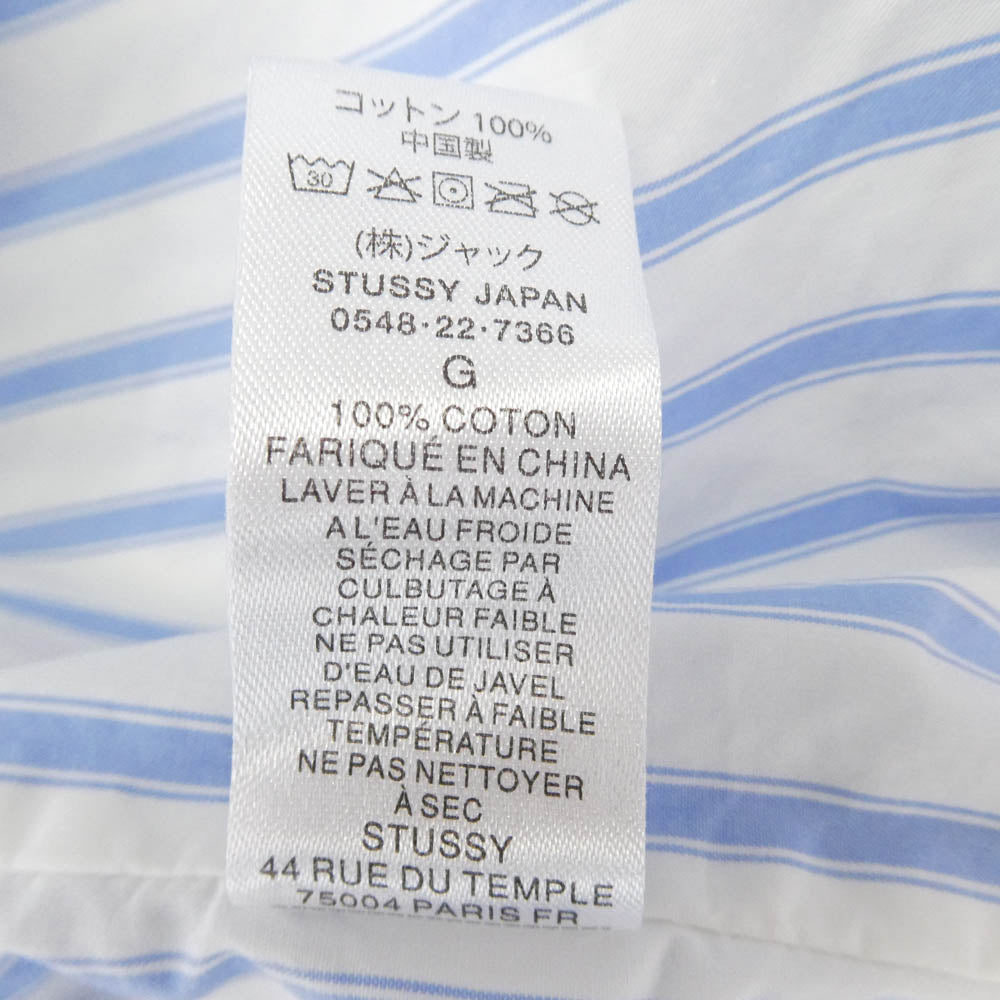 コットン 100%
中国製
30
(株)ジャック
STUSSY JAPAN
0548·22·7366
G
100% COTON
FARIQUÉ EN CHINA
LAVER À LA MACHINE
A L'EAU FROIDE
SÉCHAGE PAR
CULBUTAGE À
CHALEUR FAIBLE
NE PAS UTILISER
D'EAU DE JAVEL
REPASSER À FAIBLE
TEMPÉRATURE
NE PAS NETTOYER
À SEC
STUSSY
44 RUE DU TEMPLE
75004 PARIS FR